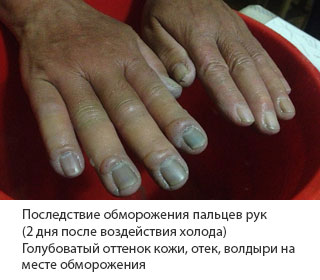 Последствие обморожения пальцев рук
(2 дня после воздействия холода)
Голубоватый оттенок кожи, отек, волдыри на
месте обморожения